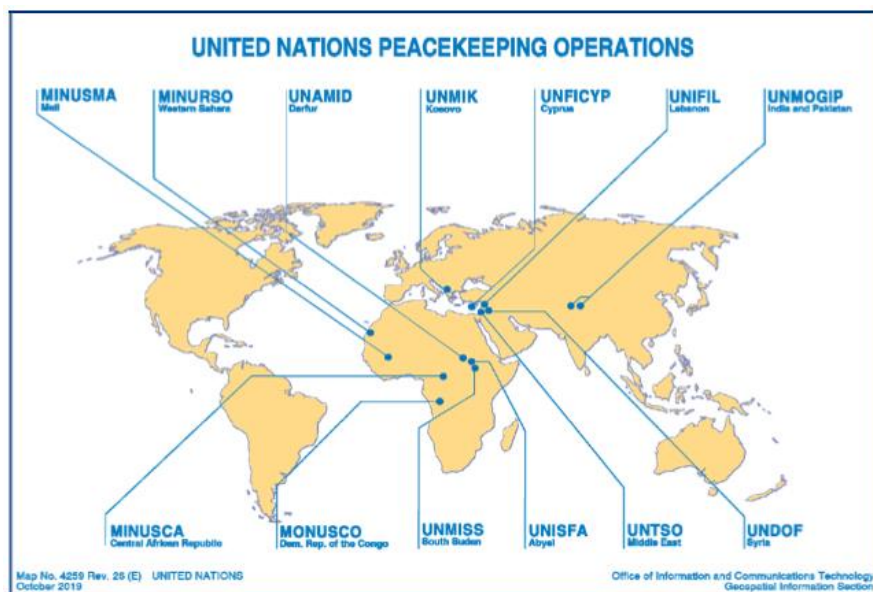 UNITED NATIONS PEACEKEEPING OPERATIONS
MINUSMA
Mali
MINURSO
Western Sahara
UNAMID
Darfur
UNMIK
Kosovo
UNFICYP
Cyprus
UNIFIL
Lebanon
UNMOGIP
India and Pakistan
MINUSCA
Central African Republic
MONUSCO
Dem. Rep. of the Congo
UNMISS
South Sudan
UNISFA
Abyei
UNTSO
Middle East
UNDOF
Syria
Map No. 4259 Rev. 26 (E) UNITED NATIONS
October 2019
Office of Information and Communications Technology
Geospatial Information Section